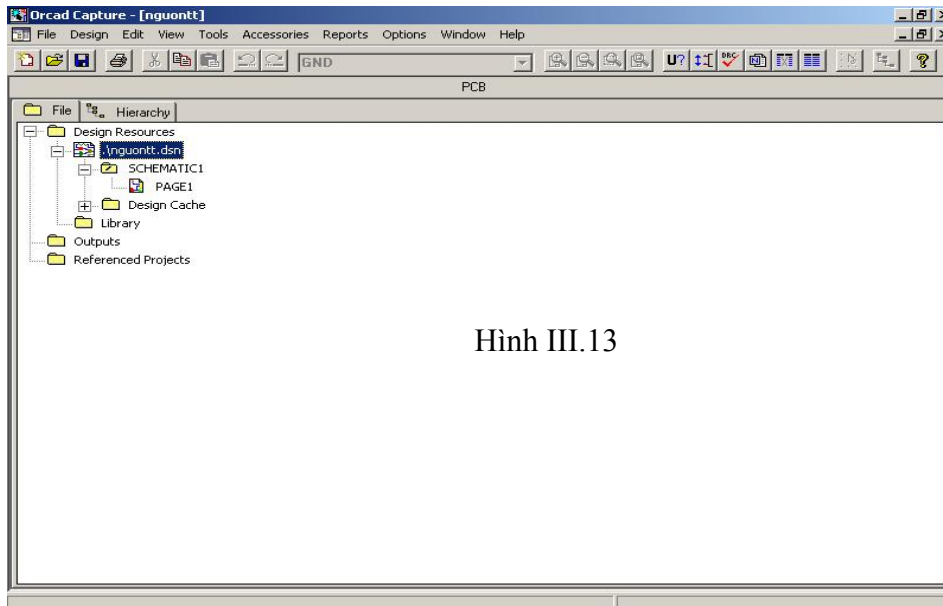 Orcad Capture - [nguontt]
File Design Edit View Tools Accessories Reports Options Window Help
GND U? DRC ?
PCB
File Hierarchy
Design Resources
.\nguontt.dsn
SCHEMATIC1
PAGE1
Design Cache
Library
Outputs
Referenced Projects
Hình III.13